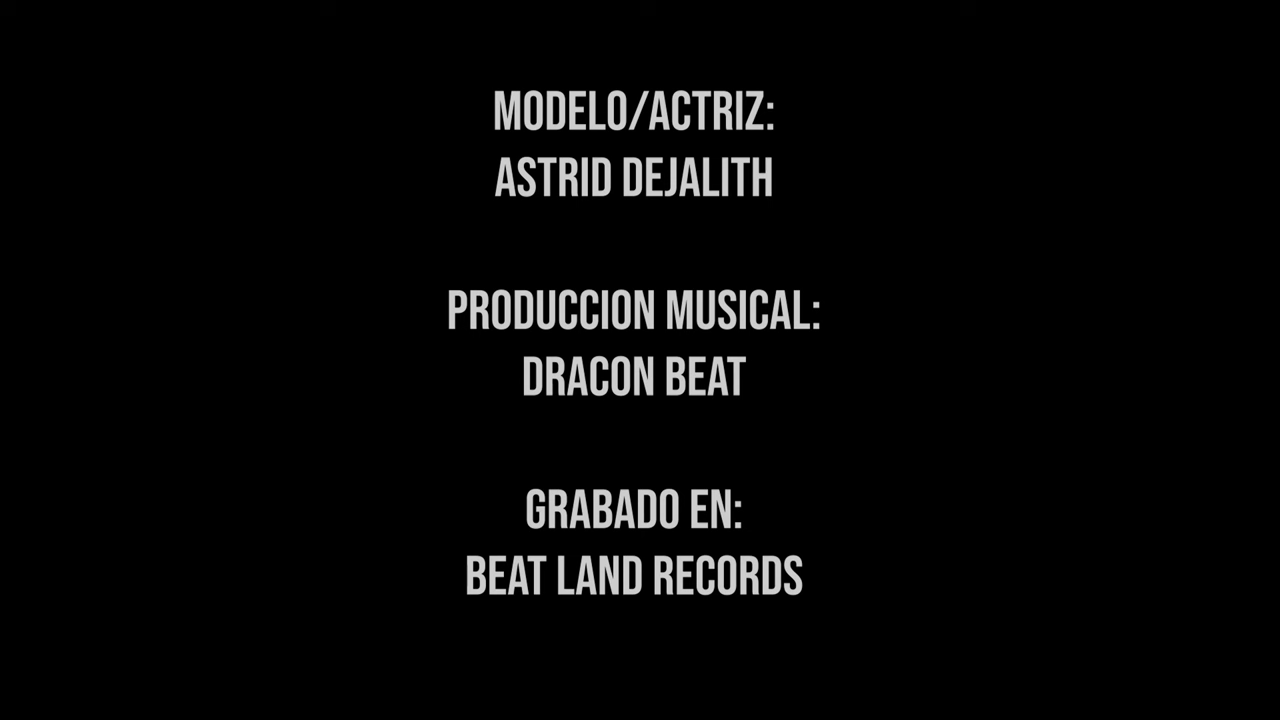 MODELO/ACTRIZ:
ASTRID DEJALITH
PRODUCCION MUSICAL:
DRACON BEAT
GRABADO EN:
BEAT LAND RECORDS